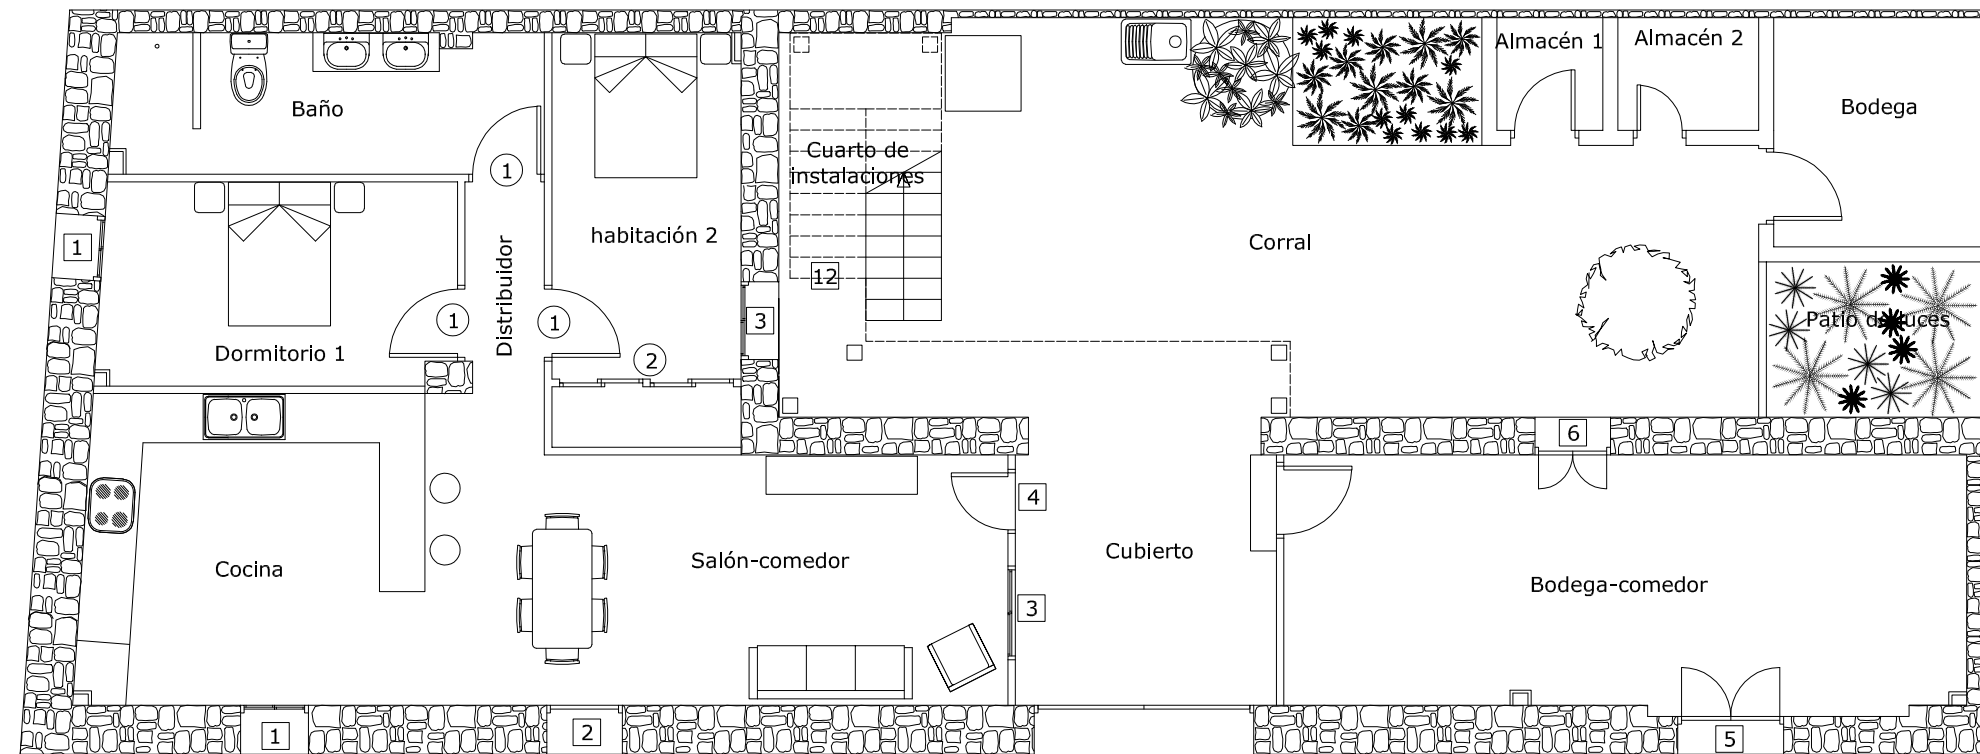 Almacén 1
Almacén 2
Baño
Bodega
Cuarto de
instalaciones
1
habitación 2
Corral
1
Distribuidor
12
3
1
1
Patio de luces
Dormitorio 1
2
6
4
Salón-comedor
Cubierto
Cocina
Bodega-comedor
3
1
2
5